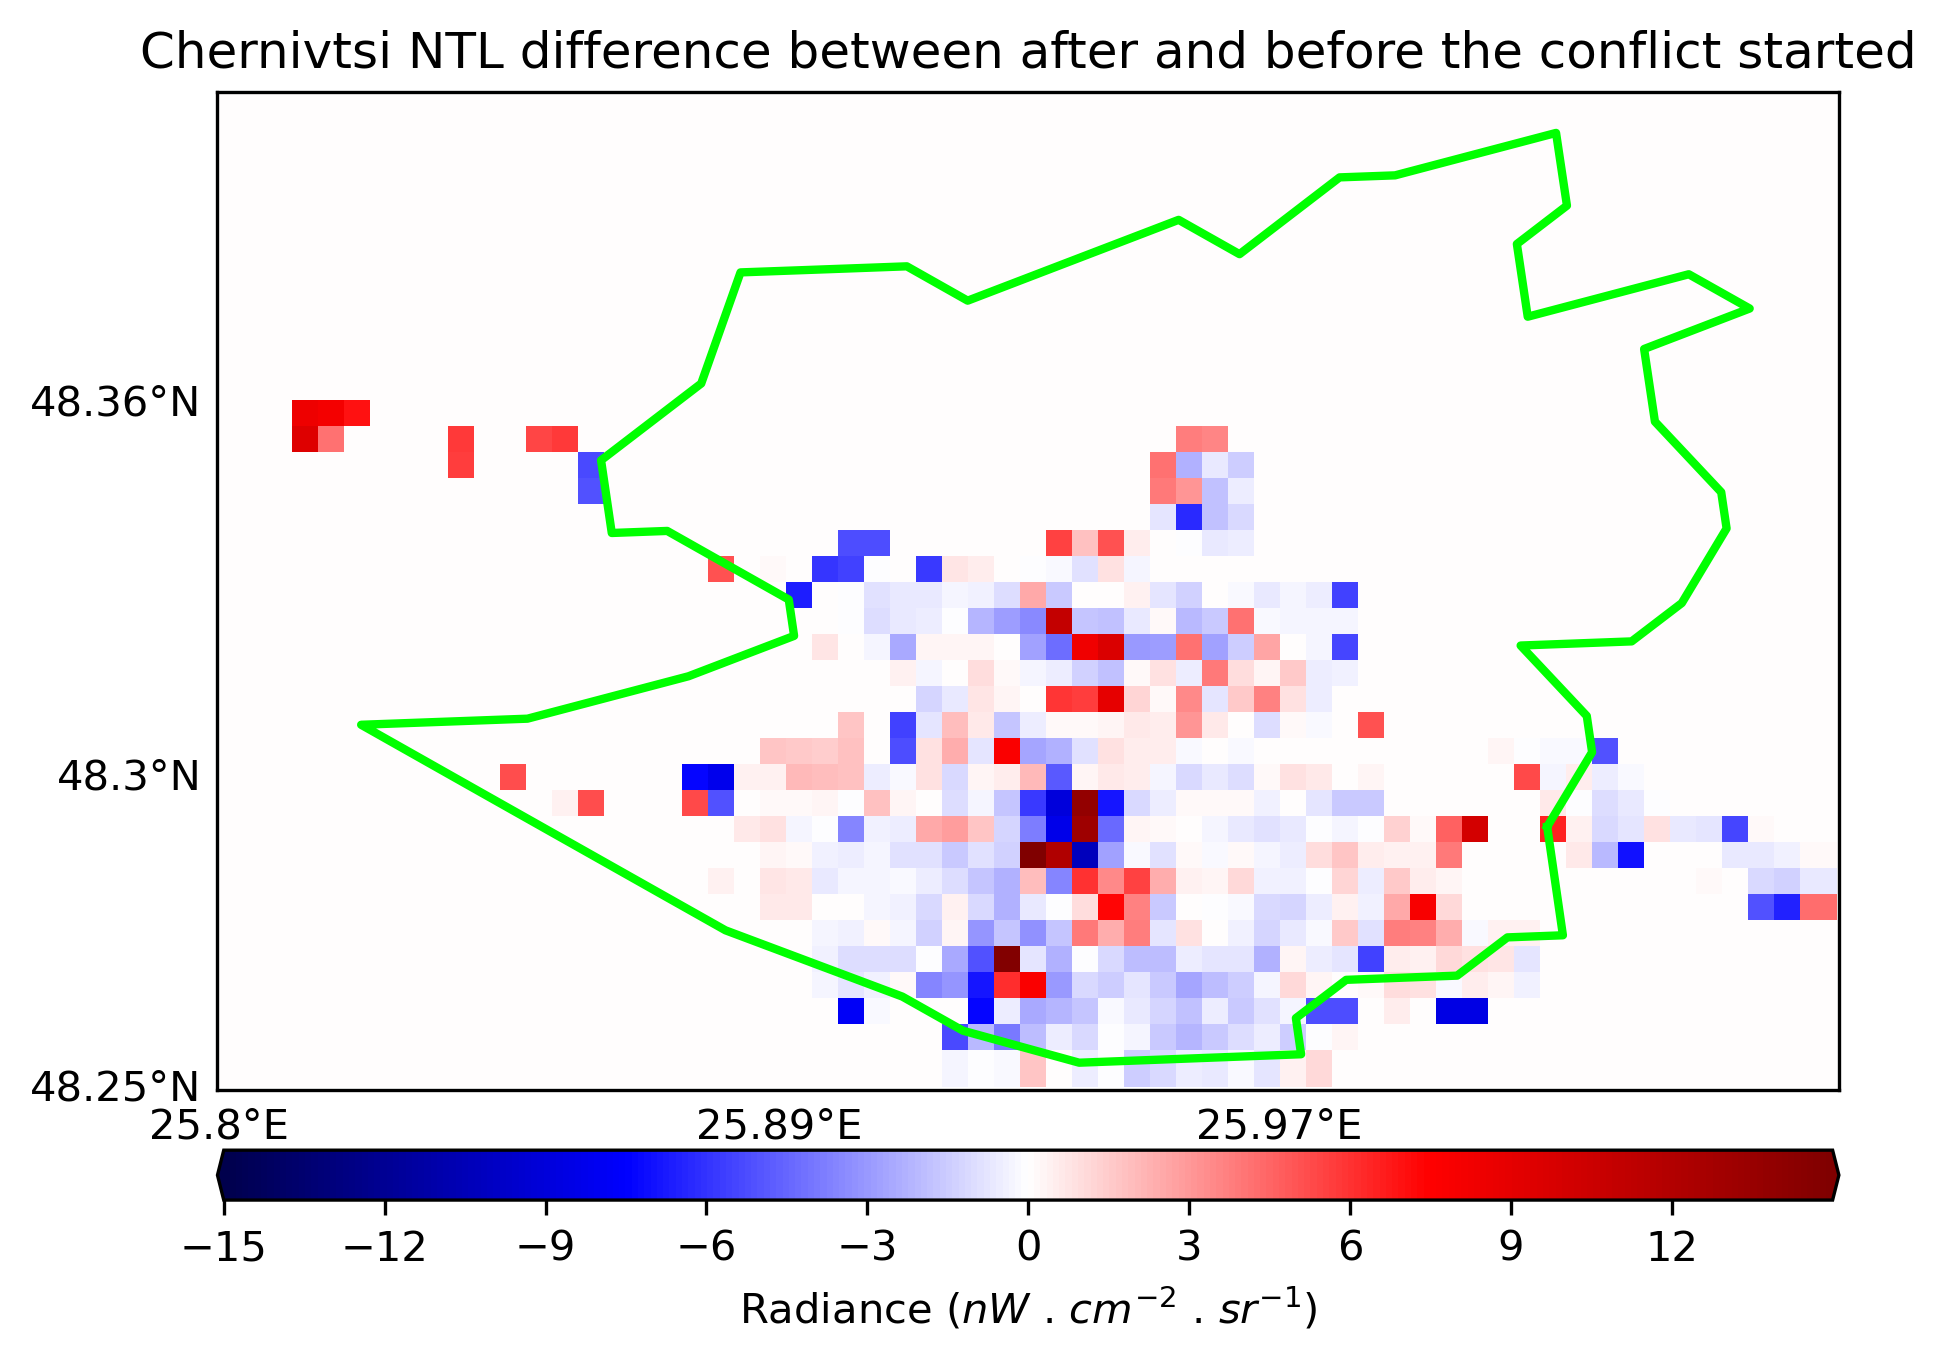 Chernivtsi NTL difference between after and before the conflict started
48.36°N
48.3°N
48.25°N
25.8°E 25.89°E 25.97°E
−15 −12 −9 −6 −3 0 3 6 9 12
Radiance (nW . cm⁻² . sr⁻¹)